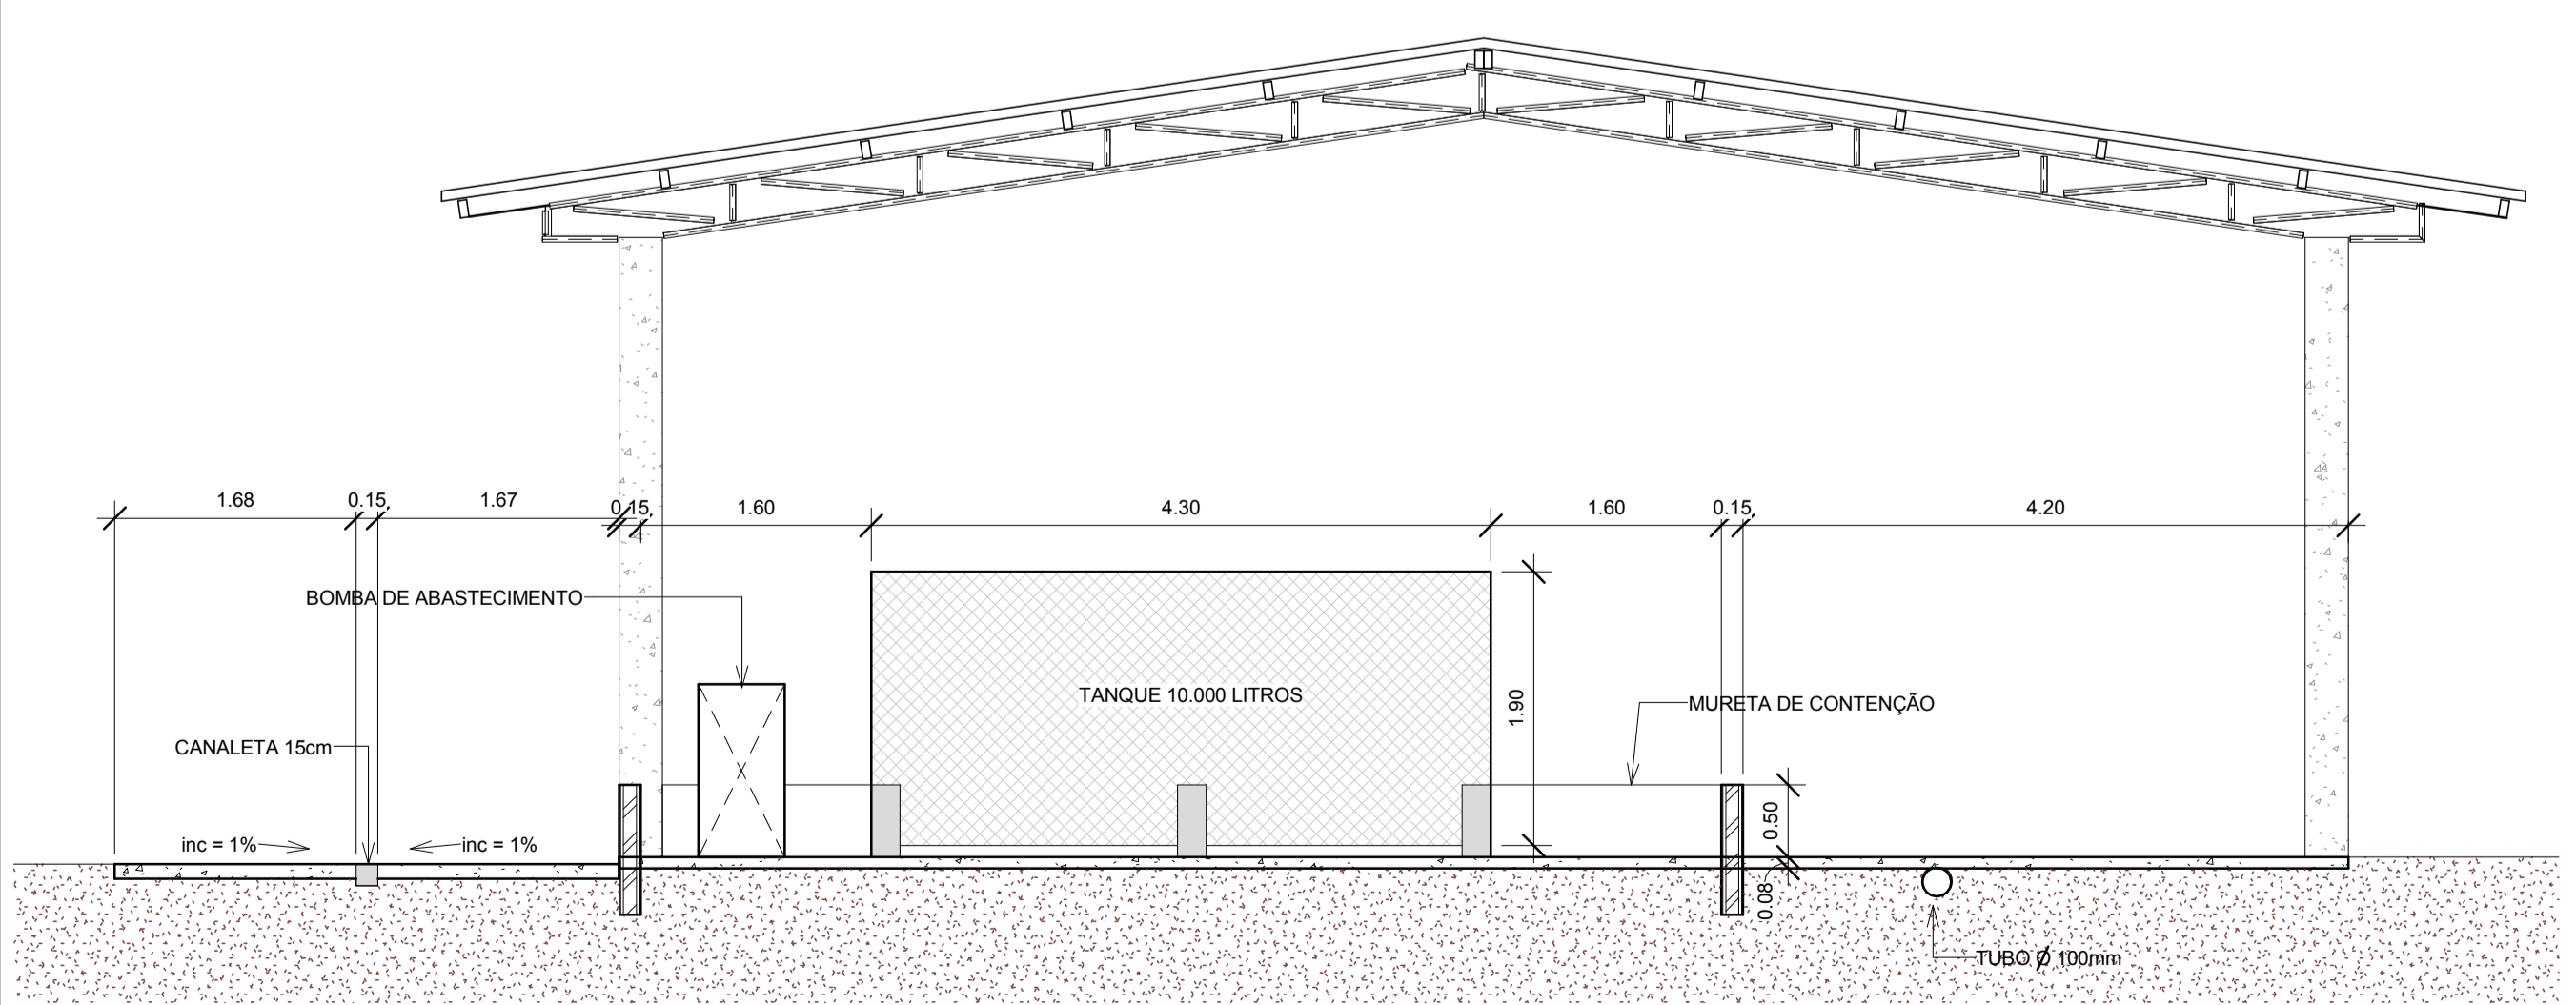 1.68
0.15
1.67
0.15
1.60
4.30
1.60
0.15
4.20
BOMBA DE ABASTECIMENTO
TANQUE 10.000 LITROS
1.90
MURETA DE CONTENÇÃO
CANALETA 15cm
0.50
inc = 1%
inc = 1%
0.08
TUBO Ø 100mm